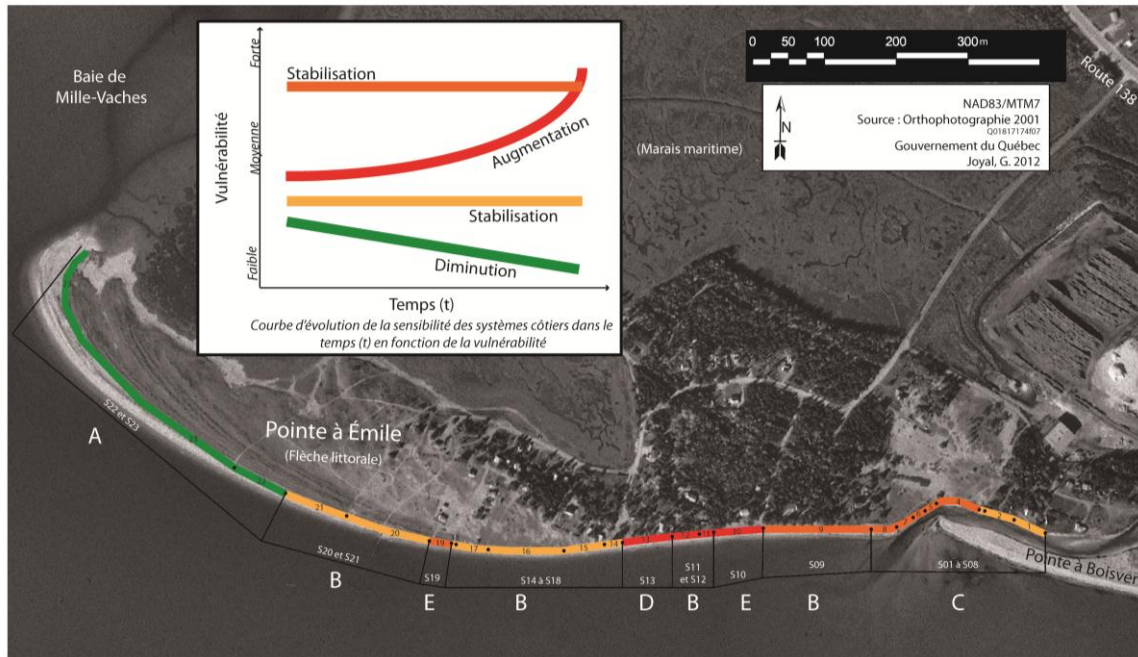 Baie de
Mille-Vaches
Vulnérabilité
Forte
Moyenne
Faible
Stabilisation
Augmentation
Stabilisation
Diminution
Temps (t)
Courbe d'évolution de la sensibilité des systèmes côtiers dans le
temps (t) en fonction de la vulnérabilité
0 50 100 200 300m
NAD83/MTM7
Source : Orthophotographie 2001
Q01817174f07
Gouvernement du Québec
Joyal, G. 2012
N
Route 138
(Marais maritime)
Pointe à Émile
(Flèche littorale)
Pointe à Boisver
21
20
19
17
16
15
14
13
12
10
9
8
7
4
2
1
S22 et S23
S20 et S21
S19
S14 à S18
S13
S11
et S12
S10
S09
S01 à S08
A
B
E
B
D
B
E
B
C